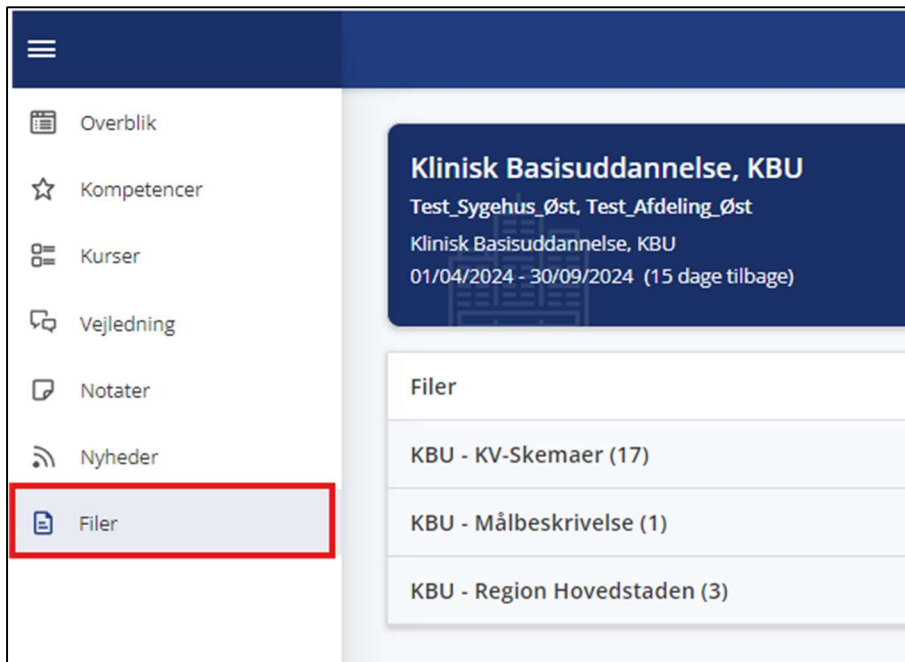 Overblik
Kompetencer
Kurser
Vejledning
Notater
Nyheder
Filer
Klinisk Basisuddannelse, KBU
Test_Sygehus_Øst, Test_Afdeling_Øst
Klinisk Basisuddannelse, KBU
01/04/2024 - 30/09/2024 (15 dage tilbage)
Filer
KBU - KV-Skemaer (17)
KBU - Målbeskrivelse (1)
KBU - Region Hovedstaden (3)